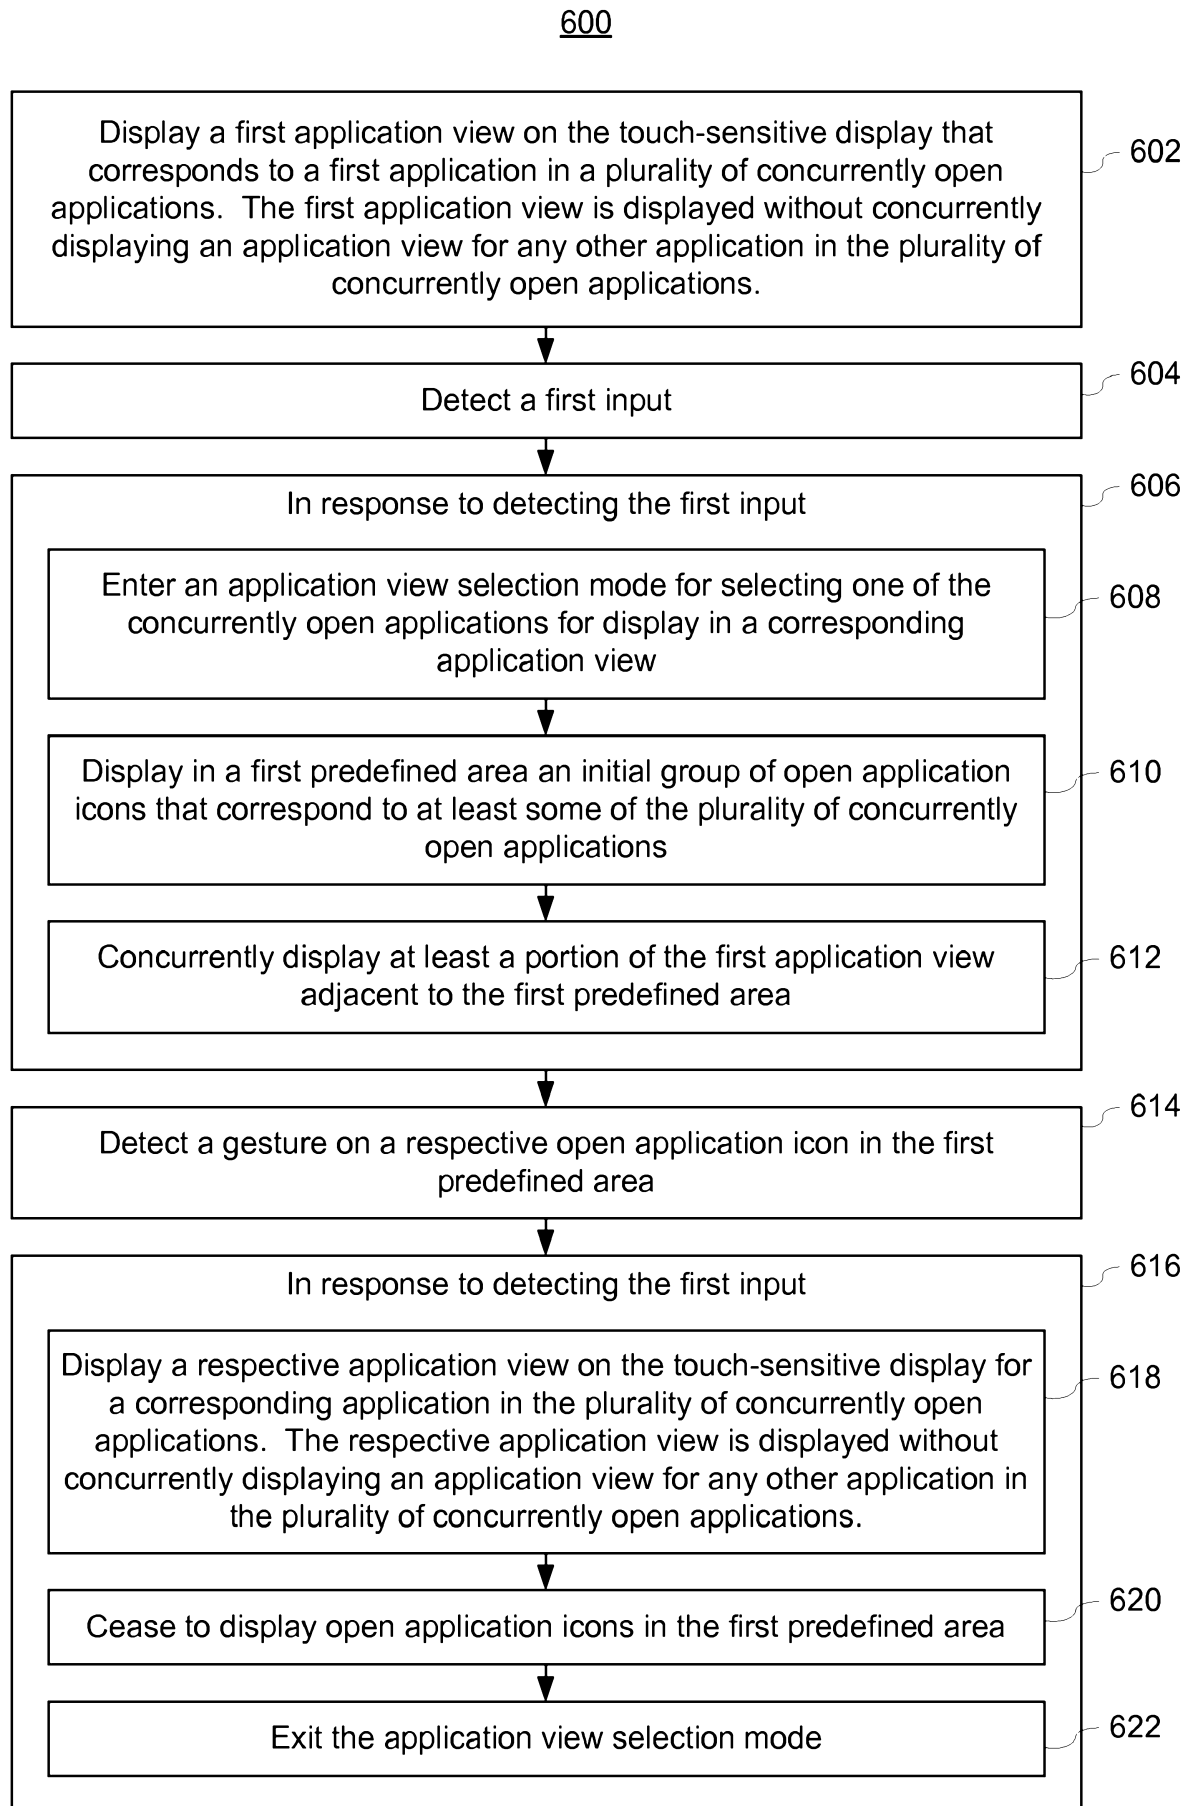 600
Display a first application view on the touch-sensitive display that
corresponds to a first application in a plurality of concurrently open
applications.  The first application view is displayed without concurrently
displaying an application view for any other application in the plurality of
concurrently open applications.
602
Detect a first input
604
In response to detecting the first input
606
Enter an application view selection mode for selecting one of the
concurrently open applications for display in a corresponding
application view
608
Display in a first predefined area an initial group of open application
icons that correspond to at least some of the plurality of concurrently
open applications
610
Concurrently display at least a portion of the first application view
adjacent to the first predefined area
612
Detect a gesture on a respective open application icon in the first
predefined area
614
In response to detecting the first input
616
Display a respective application view on the touch-sensitive display for
a corresponding application in the plurality of concurrently open
applications.  The respective application view is displayed without
concurrently displaying an application view for any other application in
the plurality of concurrently open applications.
618
Cease to display open application icons in the first predefined area
620
Exit the application view selection mode
622